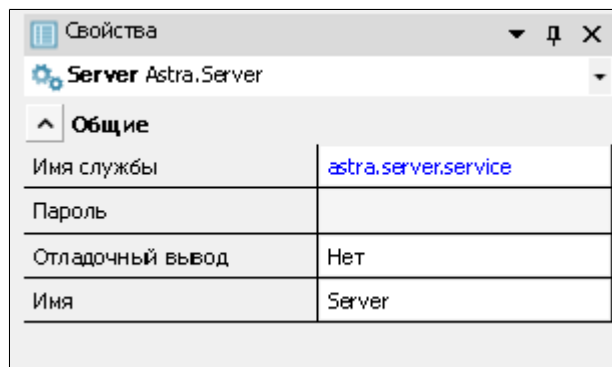 Свойства
Server Astra.Server
Общие
Имя службы astra.server.service
Пароль
Отладочный вывод Нет
Имя Server